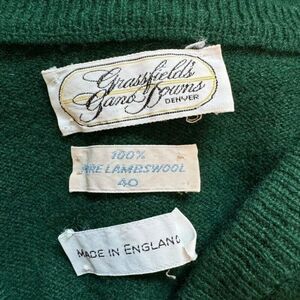 Grassfield's
Gano Downs
DENVER
100%
PURE LAMBSWOOL
40
MADE IN ENGLAND